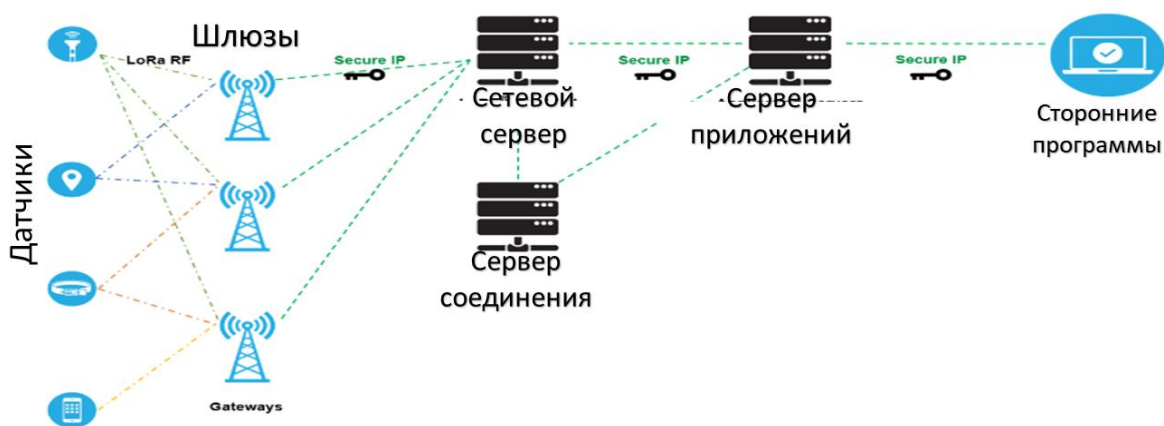 Шлюзы
LoRa RF
Secure IP
Secure IP
Secure IP
Датчики
Сетевой
сервер
Сервер
приложений
Сторонние
программы
Сервер
соединения
Gateways